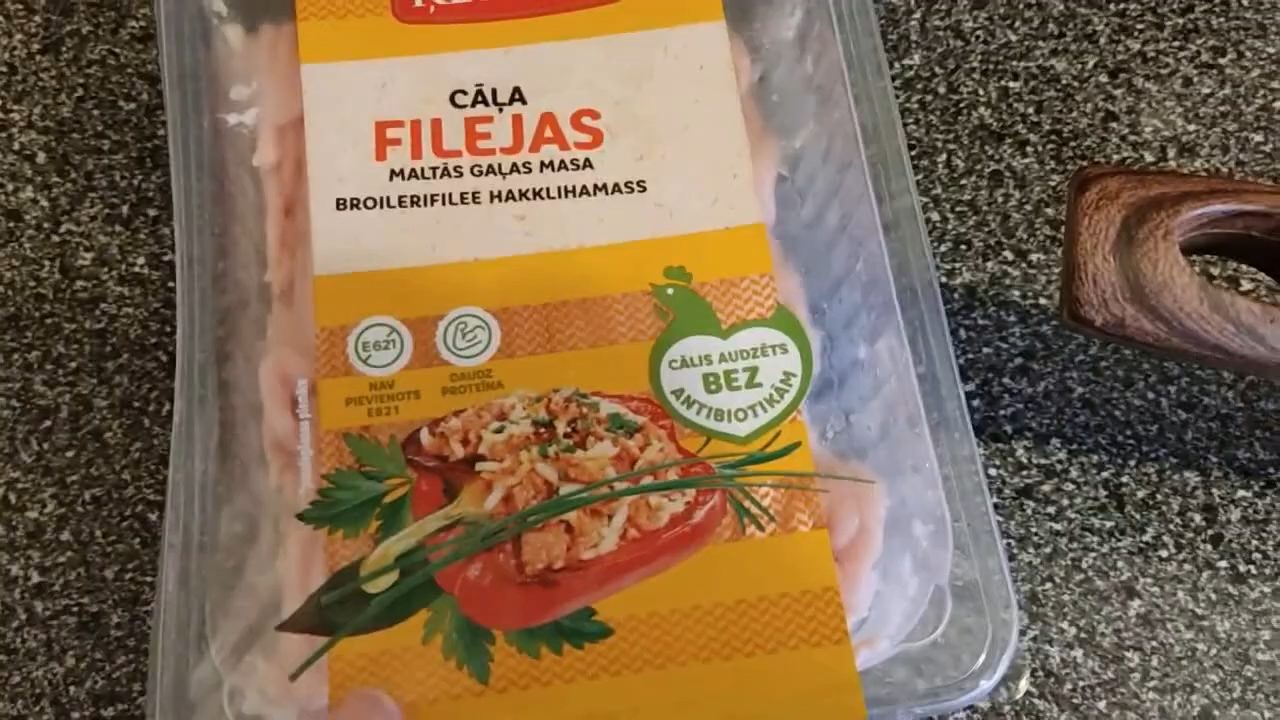 CĀĻA
FILEJAS
MALTĀS GAĻAS MASA
BROILERIFILEE HAKKLIHAMASS
E621
NAV
PIEVIENOTS
E621
DAUDZ
PROTEĪNA
CĀLIS AUDZĒTS
BEZ
ANTIBIOTIKĀM